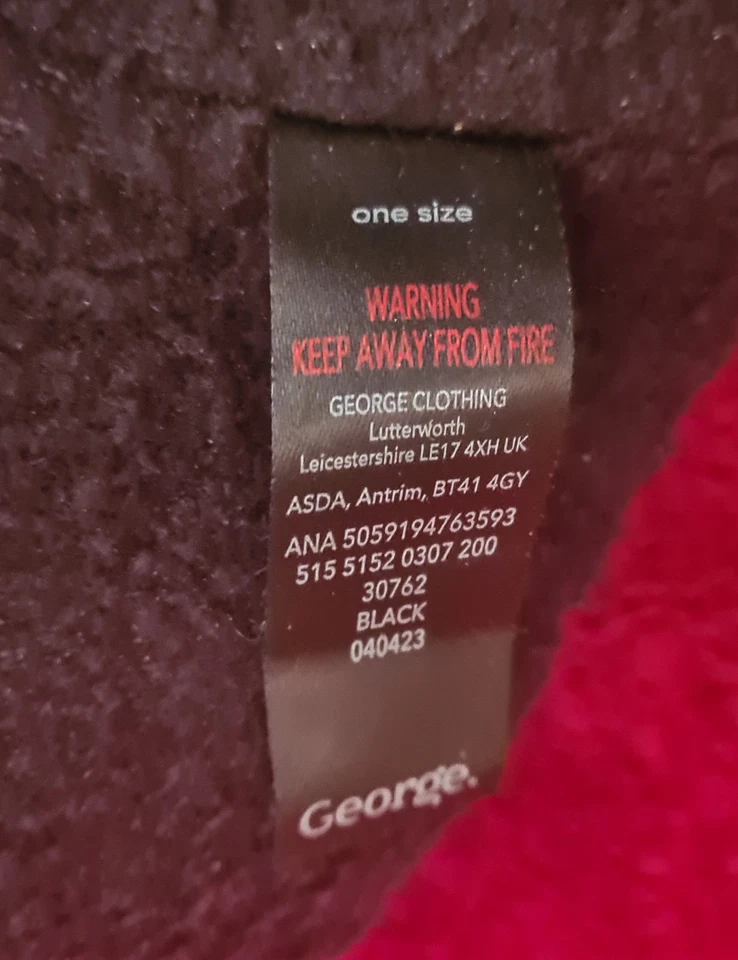 one size
WARNING
KEEP AWAY FROM FIRE
GEORGE CLOTHING
Lutterworth
Leicestershire LE17 4XH UK
ASDA, Antrim, BT41 4GY
ANA 5059194763593
515 5152 0307 200
30762
BLACK
040423
George.